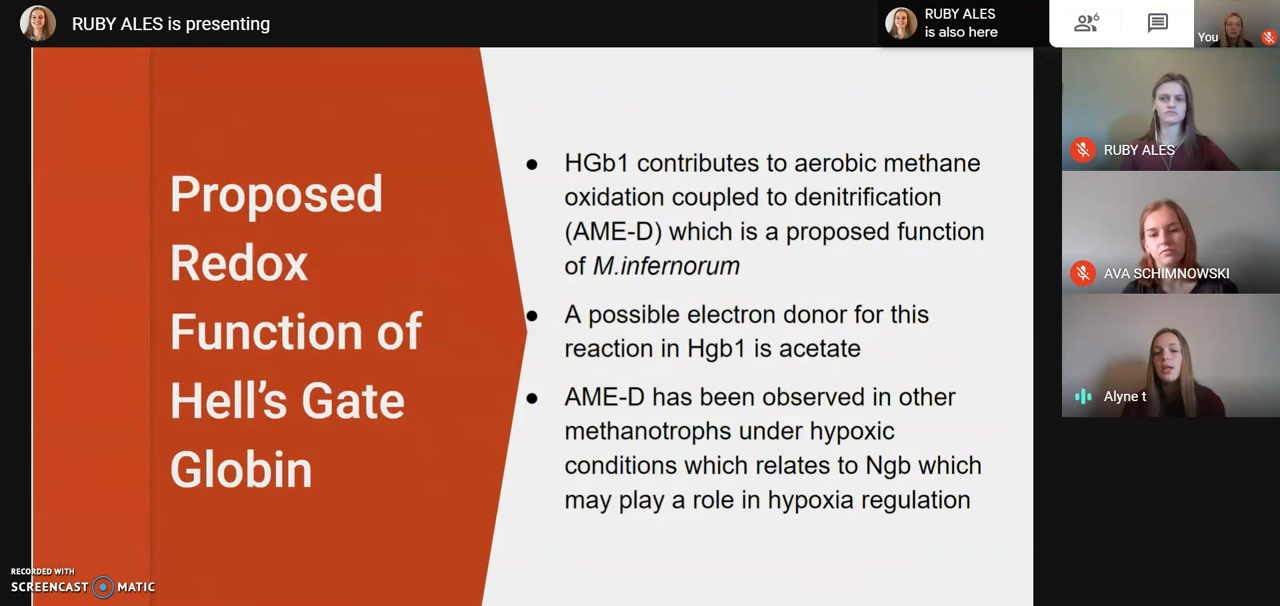 RUBY ALES is presenting
RUBY ALES
is also here
6
You
Proposed
Redox
Function of
Hell's Gate
Globin
● HGb1 contributes to aerobic methane
oxidation coupled to denitrification
(AME-D) which is a proposed function
of M.infernorum
● A possible electron donor for this
reaction in Hgb1 is acetate
● AME-D has been observed in other
methanotrophs under hypoxic
conditions which relates to Ngb which
may play a role in hypoxia regulation
RUBY ALES
AVA SCHIMNOWSKI
Alyne t
RECORDED WITH
SCREENCAST MATIC